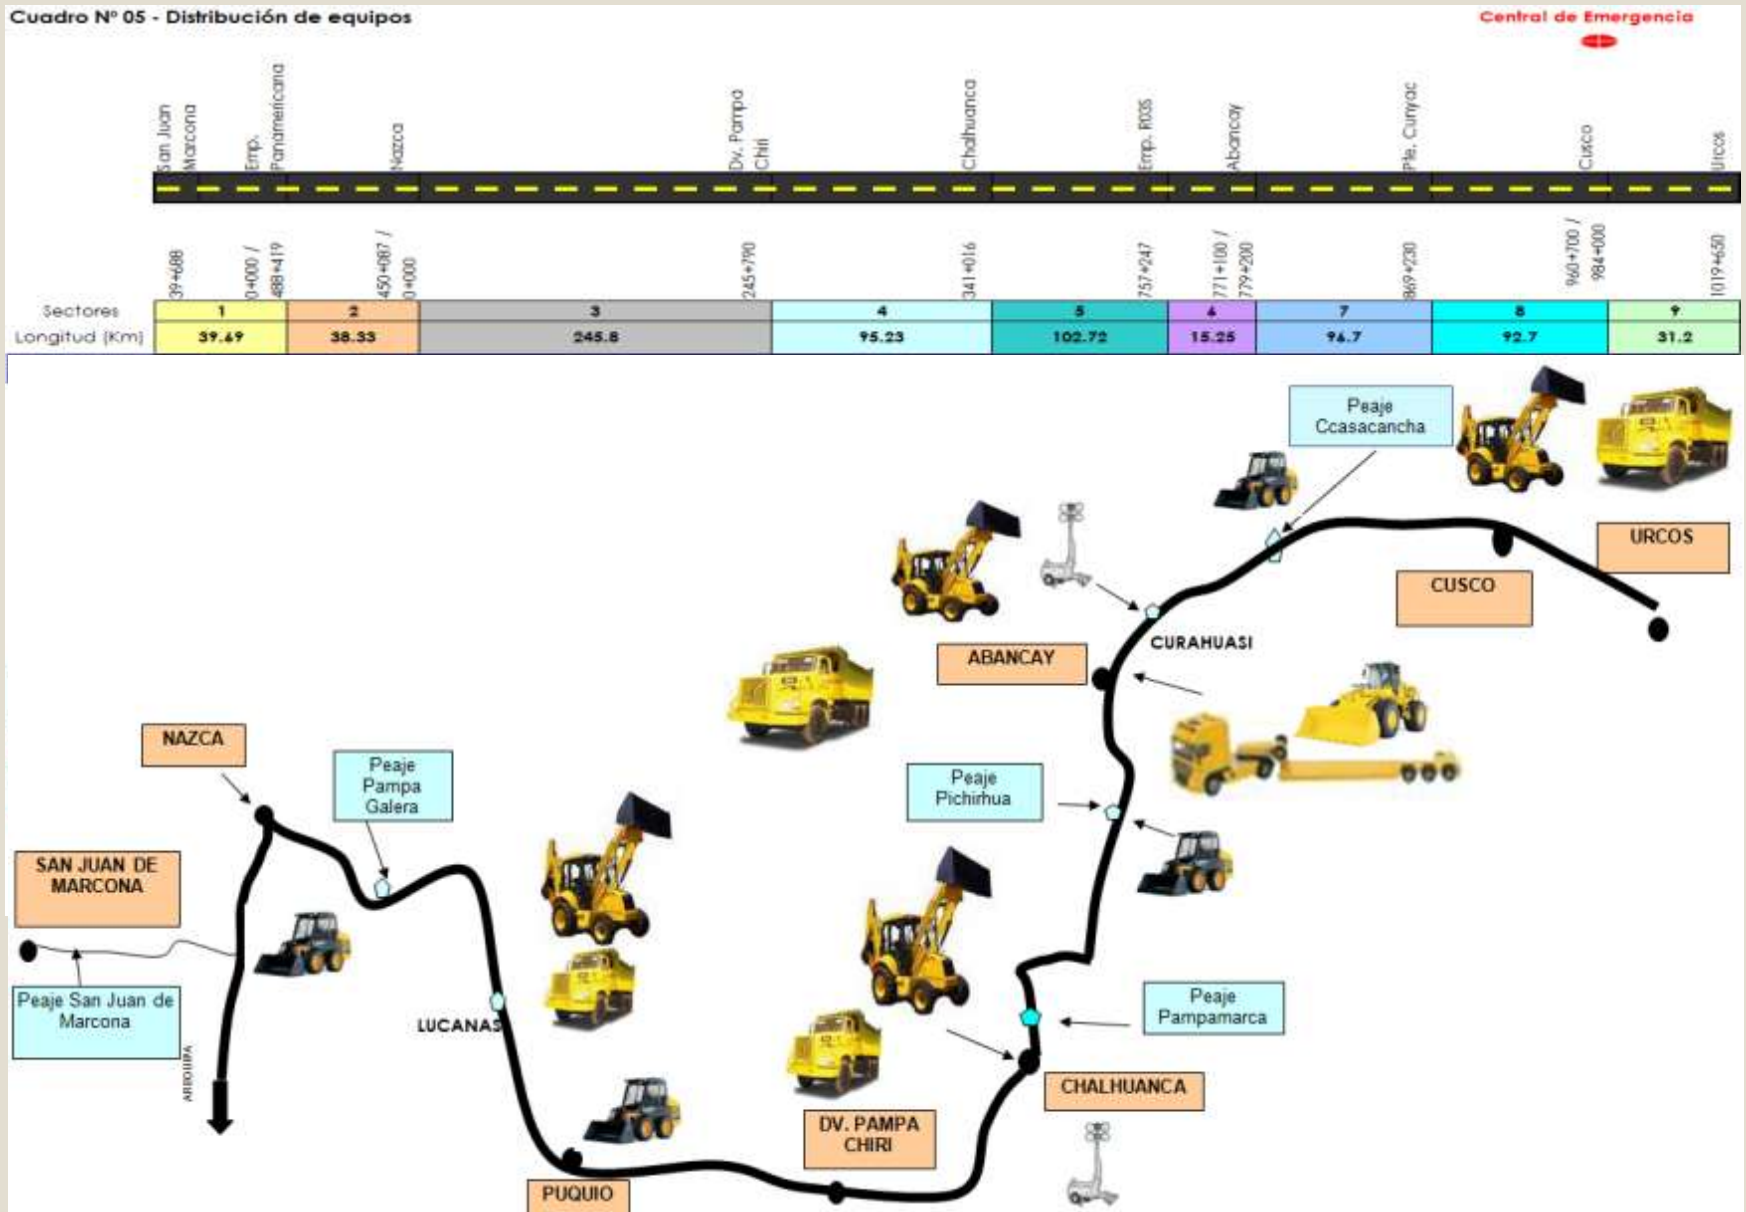 Cuadro Nº 05 - Distribución de equipos
Central de Emergencia
San Juan
Marcona
Emp.
Panamericana
Nazca
Dv. Pampa
Chiri
Chalhuanca
Emp. R03S
Abancay
Pte. Cunyac
Cusco
Urcos
39+688
0+000 /
488+419
450+087 /
0+000
245+790
341+016
757+247
771+100 /
779+200
869+230
960+700 /
984+000
1019+650
Sectores 1 2 3 4 5 6 7 8 9
Longitud (Km) 39.69 38.33 245.8 95.23 102.72 15.25 96.7 92.7 31.2
Peaje
Ccasacancha
URCOS
CUSCO
CURAHUASI
ABANCAY
NAZCA
Peaje
Pampa
Galera
Peaje
Pichirhua
SAN JUAN DE
MARCONA
Peaje San Juan de
Marcona
LUCANAS
Peaje
Pampamarca
CHALHUANCA
DV. PAMPA
CHIRI
PUQUIO